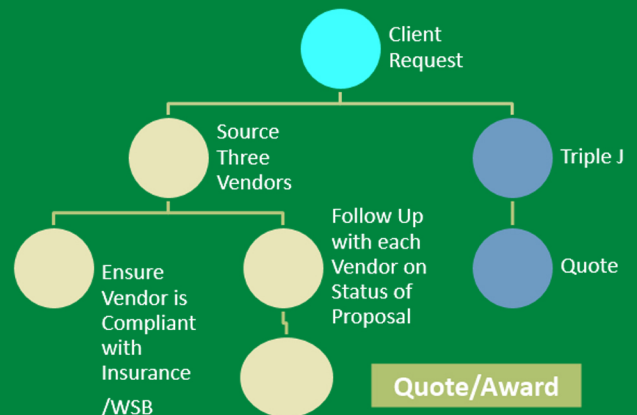 Client
Request
Source
Three
Vendors
Triple J
Ensure
Vendor is
Compliant
with
Insurance
/WSB
Follow Up
with each
Vendor on
Status of
Proposal
Quote
Quote/Award